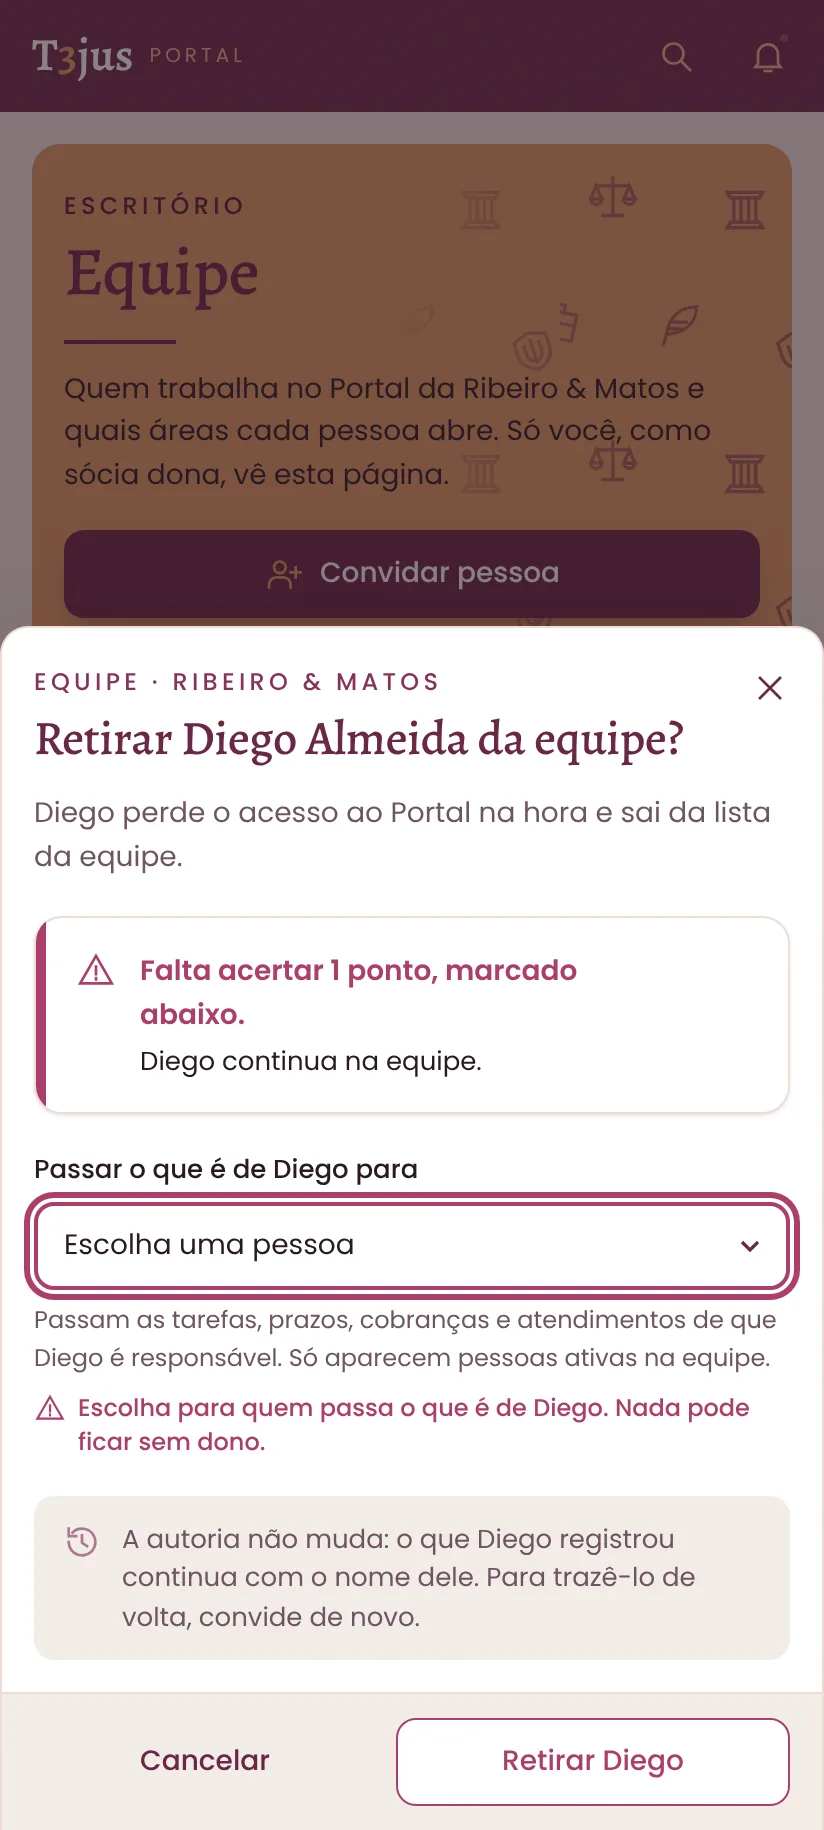 T3jus PORTAL
ESCRITÓRIO
Equipe
Quem trabalha no Portal da Ribeiro & Matos e
quais áreas cada pessoa abre. Só você, como
sócia dona, vê esta página.
Convidar pessoa
EQUIPE · RIBEIRO & MATOS
Retirar Diego Almeida da equipe?
Diego perde o acesso ao Portal na hora e sai da lista
da equipe.
Falta acertar 1 ponto, marcado
abaixo.
Diego continua na equipe.
Passar o que é de Diego para
Escolha uma pessoa
Passam as tarefas, prazos, cobranças e atendimentos de que
Diego é responsável. Só aparecem pessoas ativas na equipe.
Escolha para quem passa o que é de Diego. Nada pode
ficar sem dono.
A autoria não muda: o que Diego registrou
continua com o nome dele. Para trazê-lo de
volta, convide de novo.
Cancelar
Retirar Diego